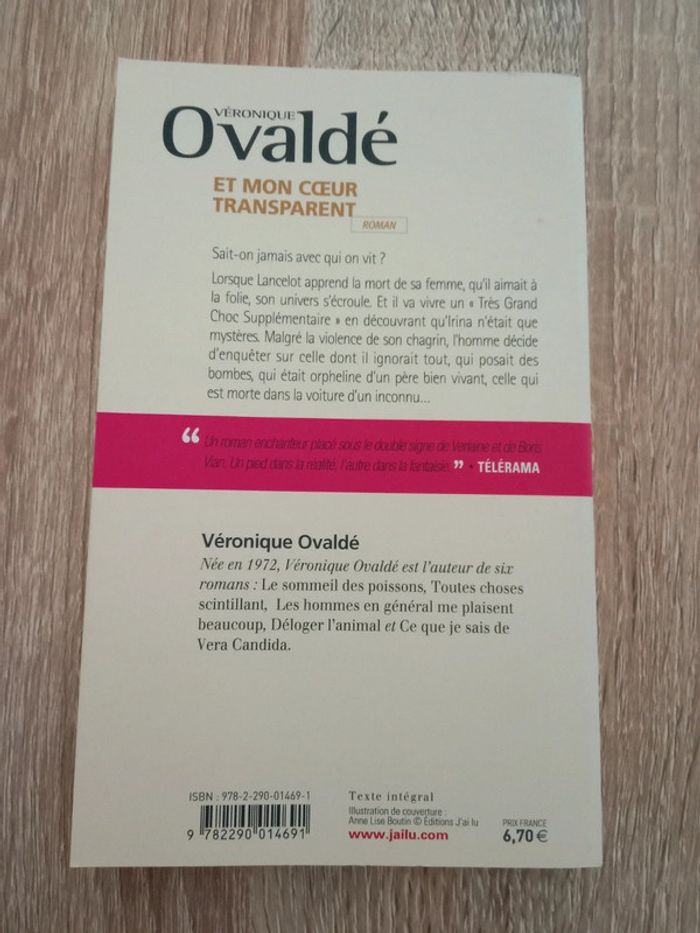 VÉRONIQUE
Ovaldé
ET MON CŒUR
TRANSPARENT
ROMAN
Sait-on jamais avec qui on vit ?
Lorsque Lancelot apprend la mort de sa femme, qu'il aimait à
la folie, son univers s'écroule. Et il va vivre un « Très Grand
Choc Supplémentaire » en découvrant qu'Irina n'était que
mystères. Malgré la violence de son chagrin, l'homme décide
d'enquêter sur celle dont il ignorait tout, qui posait des
bombes, qui était orpheline d'un père bien vivant, celle qui
est morte dans la voiture d'un inconnu...
“ Un roman enchanteur placé sous le double signe de Verlaine et de Boris
Vian. Un pied dans la réalité, l'autre dans la fantaisie. ” • TÉLÉRAMA
Véronique Ovaldé
Née en 1972, Véronique Ovaldé est l'auteur de six
romans : Le sommeil des poissons, Toutes choses
scintillant, Les hommes en général me plaisent
beaucoup, Déloger l'animal et Ce que je sais de
Vera Candida.
ISBN : 978-2-290-01469-1
9 782290 014691
Texte intégral
Illustration de couverture :
Anne Lise Boutin © Éditions J'ai lu
www.jailu.com
PRIX FRANCE
6,70 €